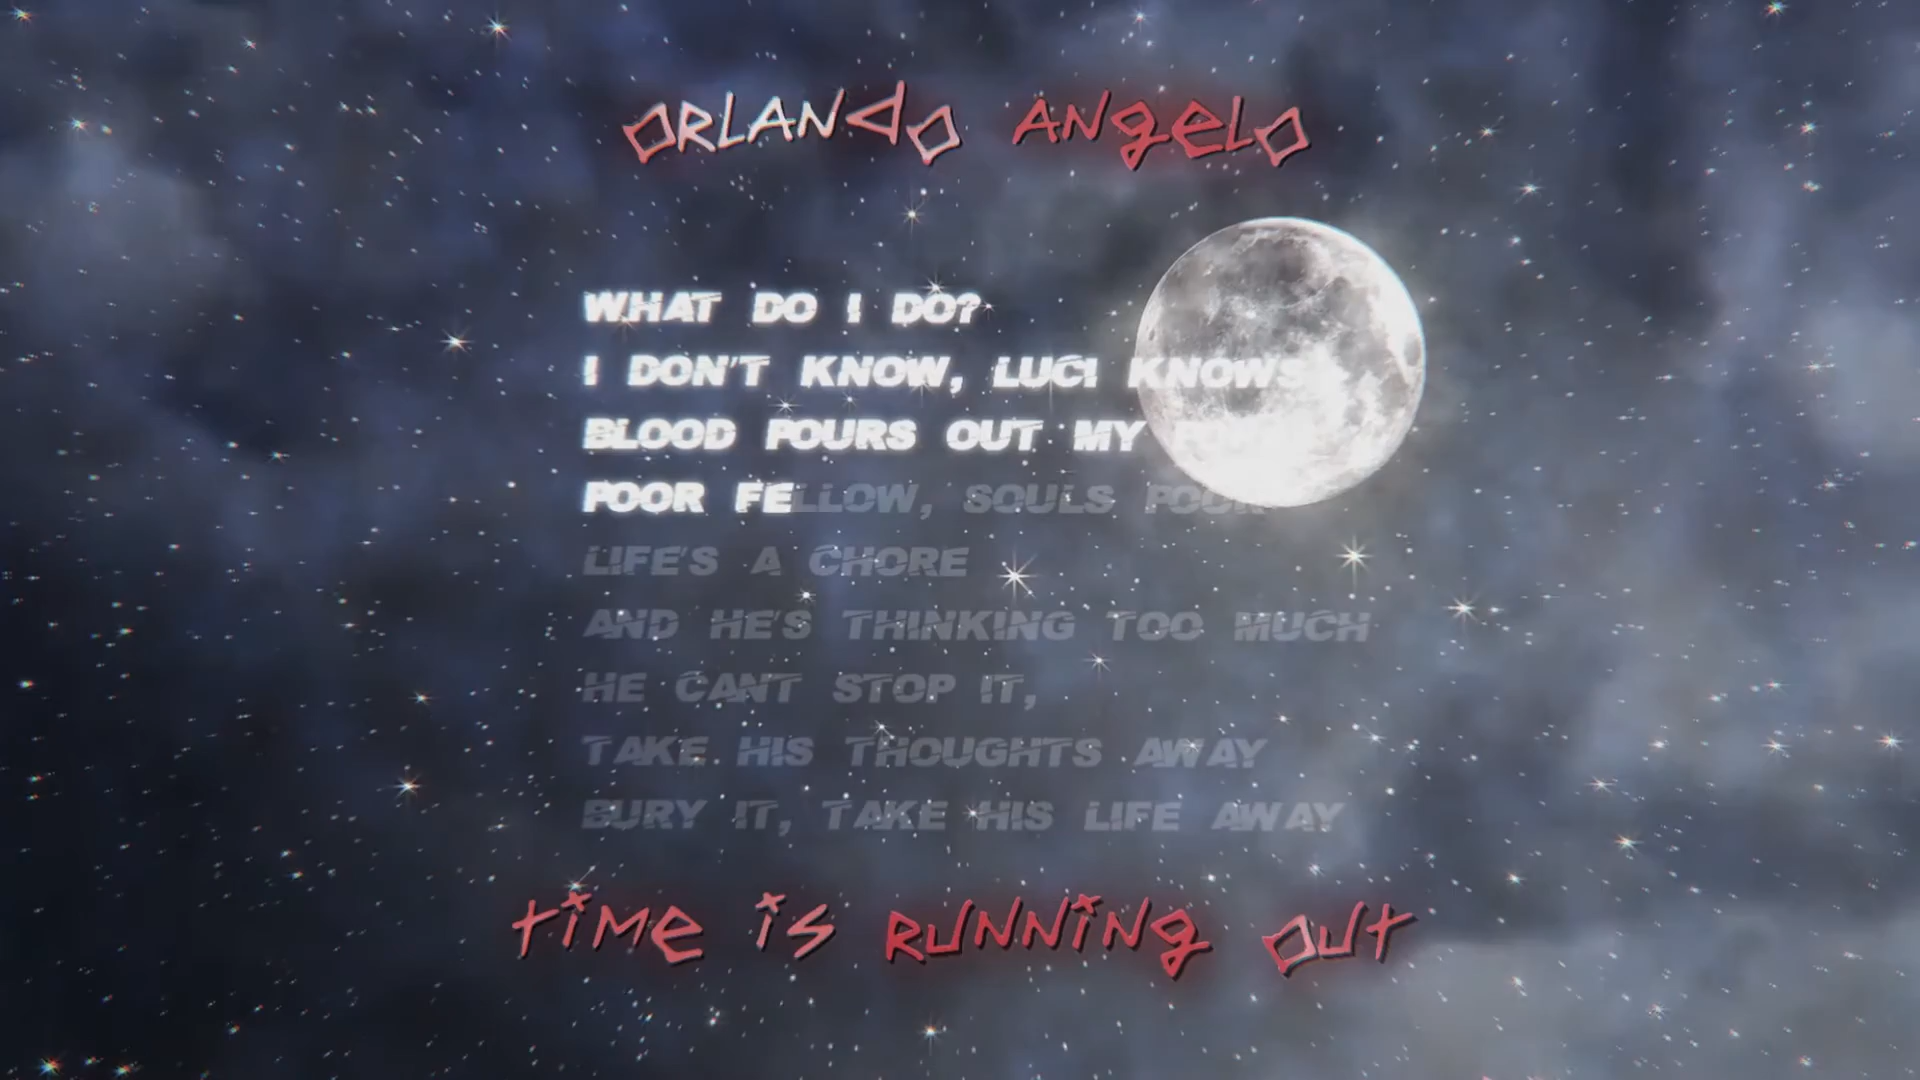 ORLANDO ANGELO
WHAT DO I DO?
I DON'T KNOW, LUCI KNOWS
BLOOD POURS OUT MY
POOR FELLOW, SOULS POOR
LIFE'S A CHORE
AND HE'S THINKING TOO MUCH
HE CANT STOP IT,
TAKE HIS THOUGHTS AWAY
BURY IT, TAKE HIS LIFE AWAY
TiME iS RUNNiNg OUT